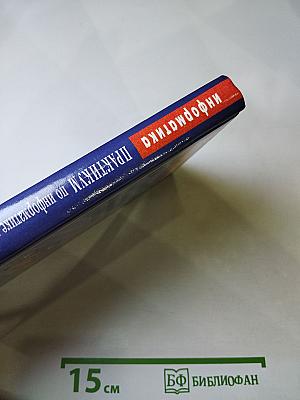 информатика
ПРАКТИКУМ по информатике
15 см
БФ БИБЛИОФАН